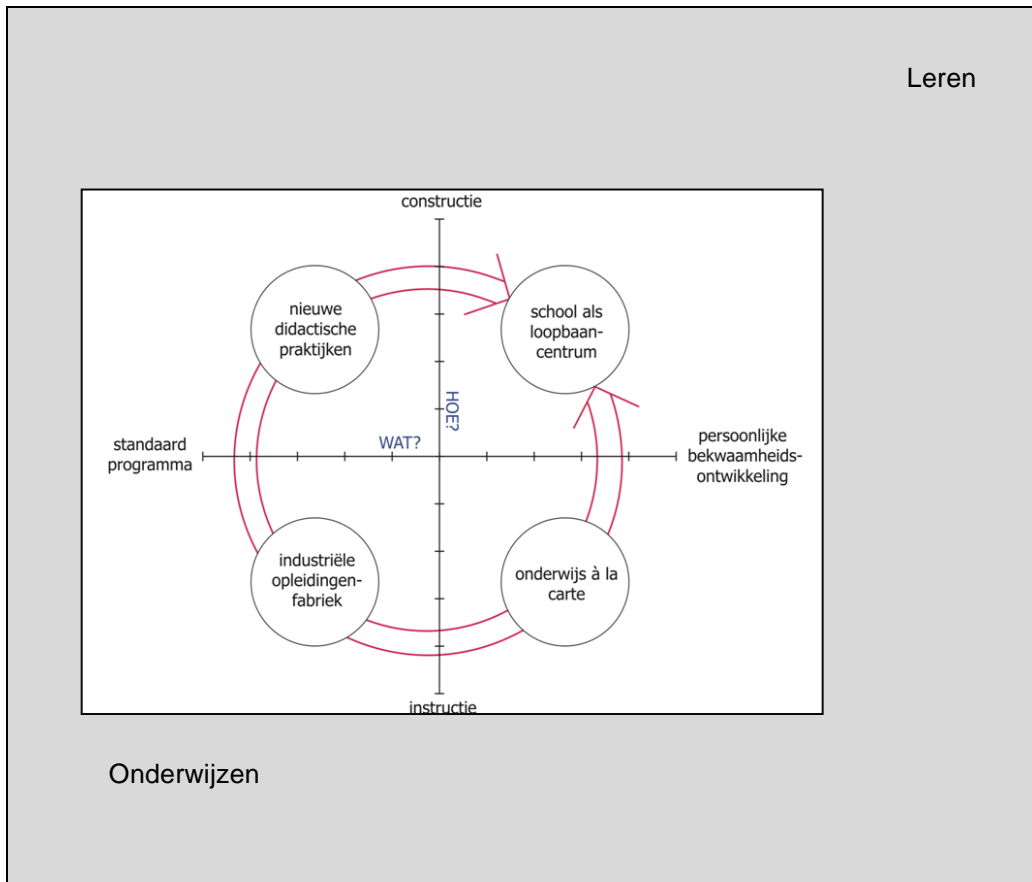 Leren
constructie
nieuwe
didactische
praktijken
school als
loopbaan-
centrum
HOE?
WAT?
standaard
programma
persoonlijke
bekwaamheids-
ontwikkeling
industriële
opleidingen-
fabriek
onderwijs à la
carte
instructie
Onderwijzen